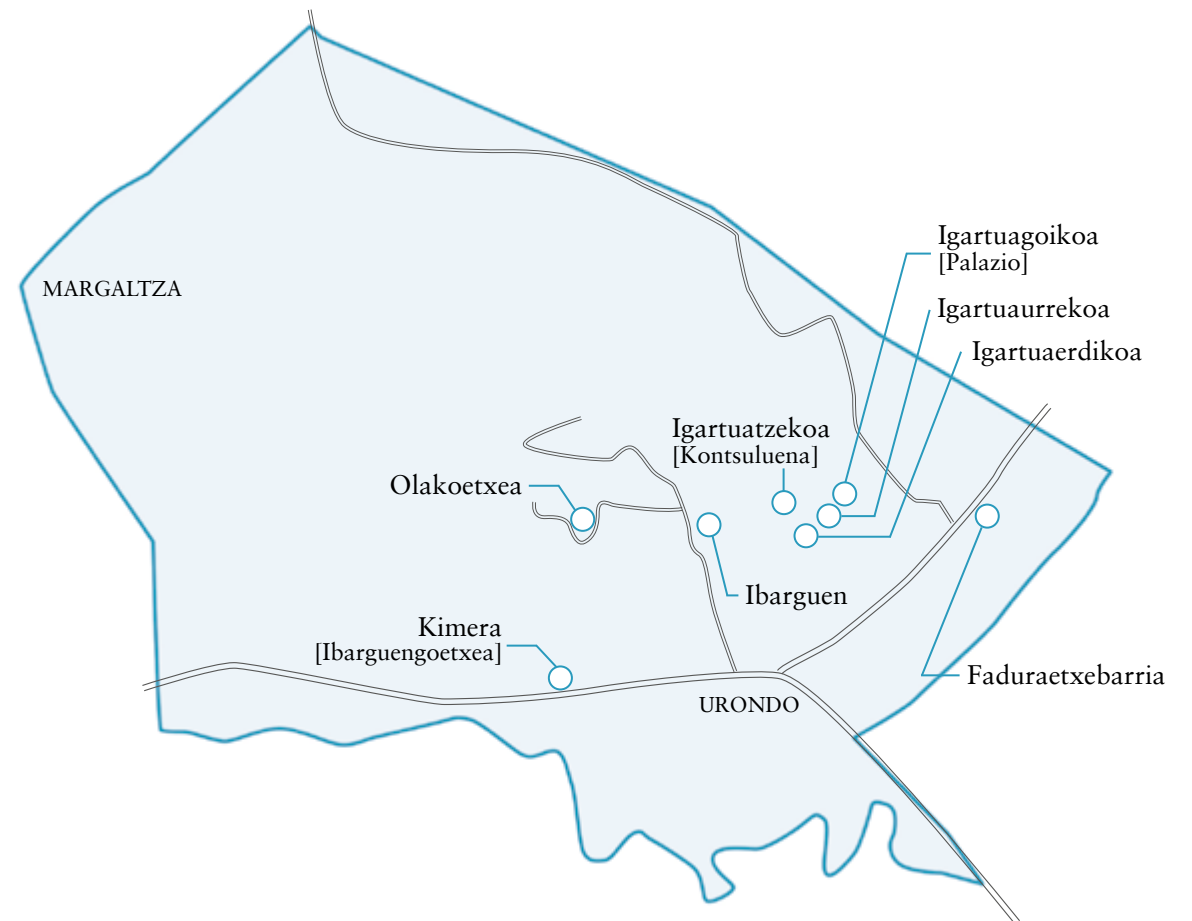 Igartuagoikoa
[Palazio]
MARGALTZA
Igartuaurrekoa
Igartuaerdikoa
Igartuatzekoa
[Kontsuluena]
Olakoetxea
Ibarguen
Kimera
[Ibarguengoetxea]
Faduraetxebarria
URONDO